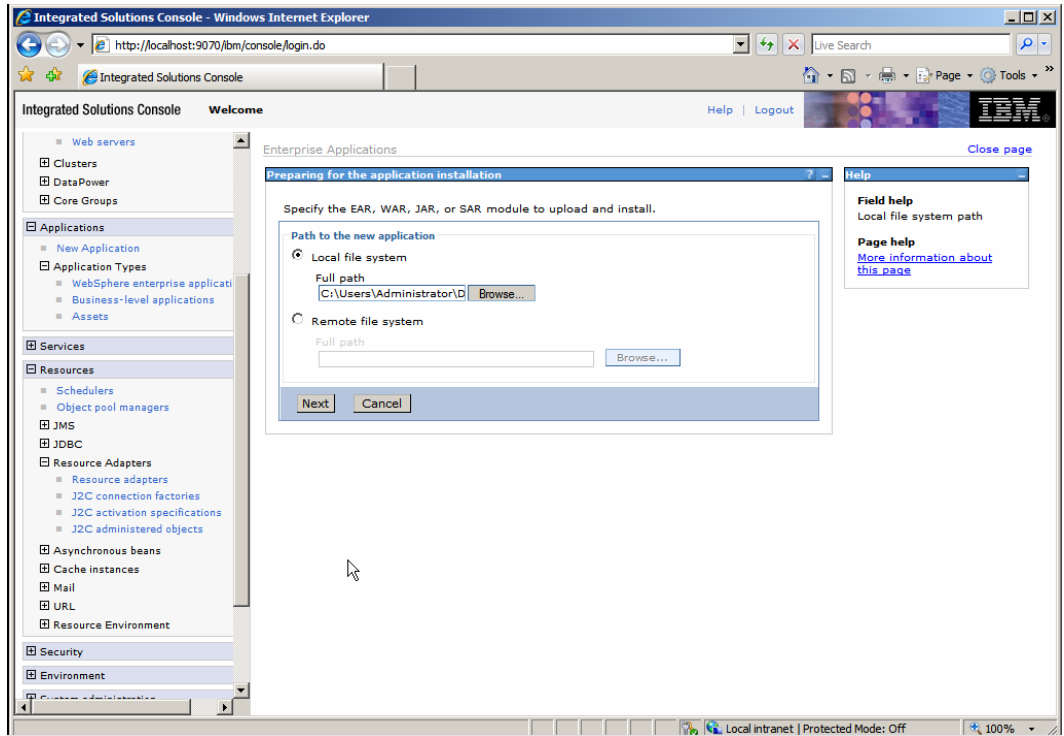 Integrated Solutions Console - Windows Internet Explorer
http://localhost:9070/ibm/console/login.do
Live Search
Integrated Solutions Console
Page
Tools
»
Integrated Solutions Console Welcome
Help | Logout
IBM
Web servers
Clusters
DataPower
Core Groups
Applications
New Application
Application Types
WebSphere enterprise applicati
Business-level applications
Assets
Services
Resources
Schedulers
Object pool managers
JMS
JDBC
Resource Adapters
Resource adapters
J2C connection factories
J2C activation specifications
J2C administered objects
Asynchronous beans
Cache instances
Mail
URL
Resource Environment
Security
Environment
System administration
Enterprise Applications
Close page
Preparing for the application installation
? –
Specify the EAR, WAR, JAR, or SAR module to upload and install.
Path to the new application
Local file system
Full path
C:\Users\Administrator\D Browse...
Remote file system
Full path
Browse...
Next Cancel
Help
Field help
Local file system path
Page help
More information about
this page
Local intranet | Protected Mode: Off
100%